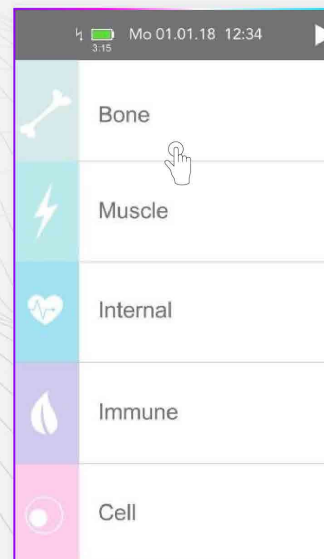 Mo 01.01.18 12:34
3:15
Bone
Muscle
Internal
Immune
Cell